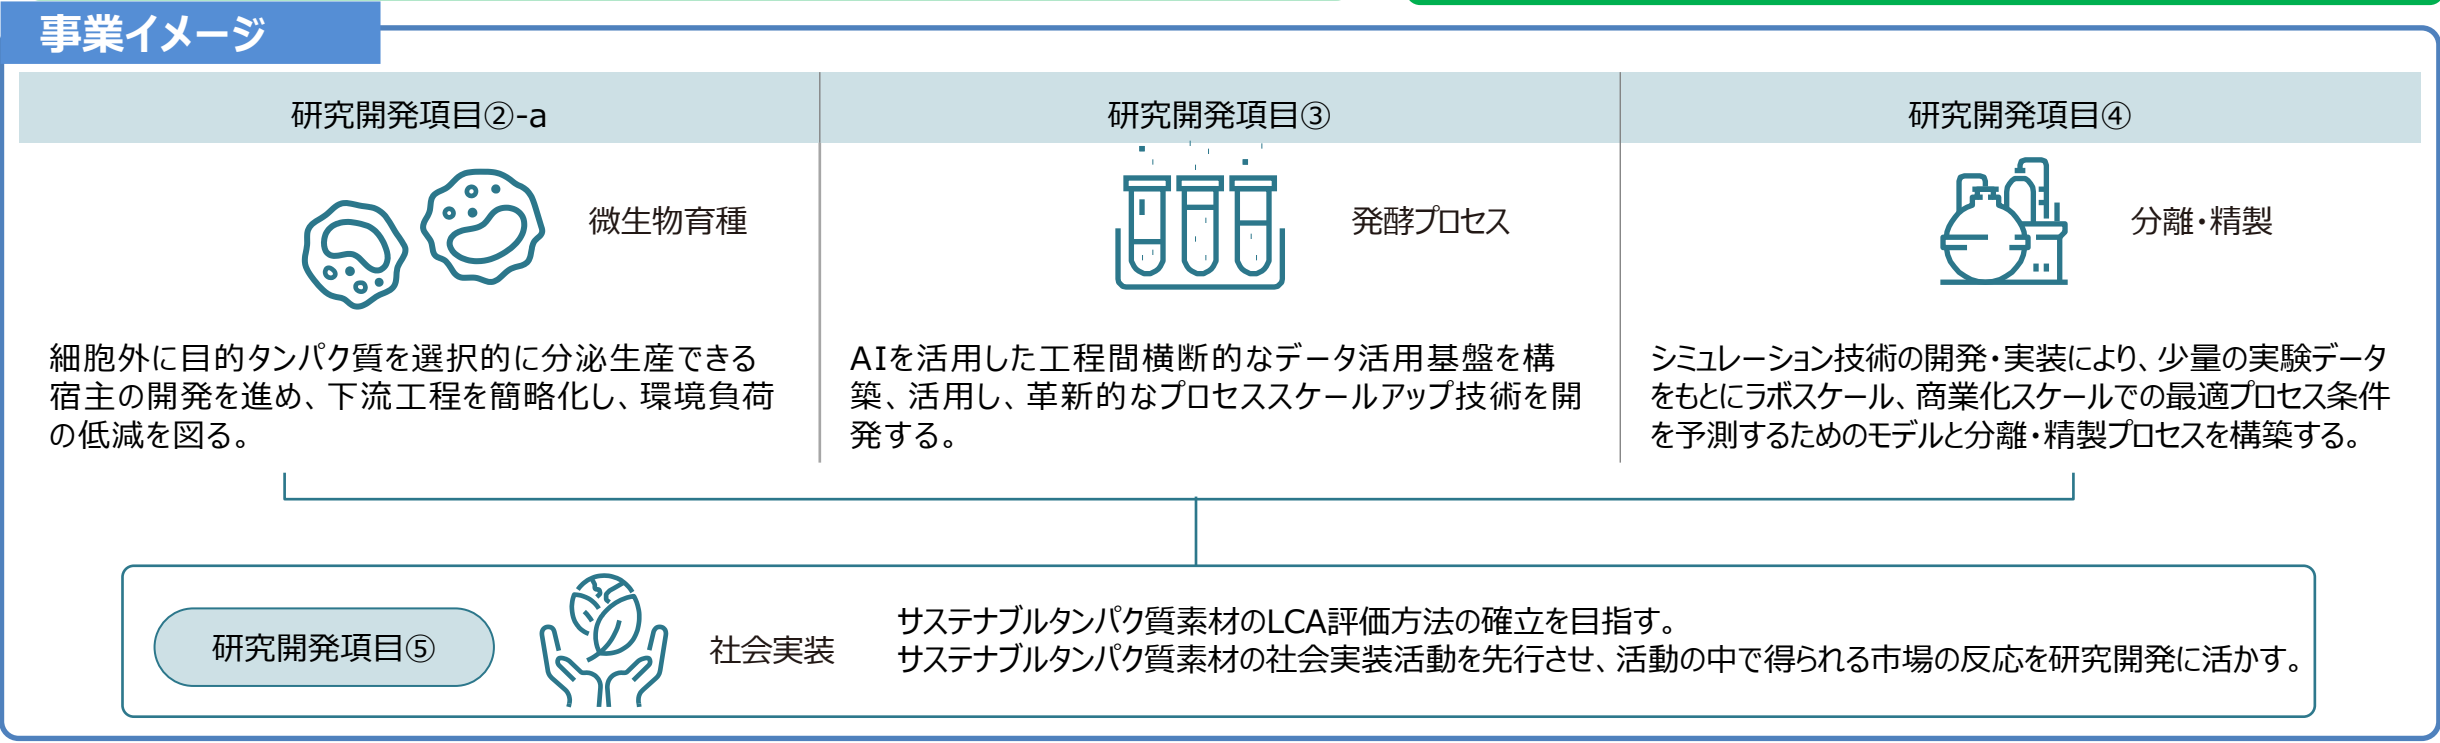 事業イメージ
研究開発項目②-a
微生物育種
細胞外に目的タンパク質を選択的に分泌生産できる
宿主の開発を進め、下流工程を簡略化し、環境負荷
の低減を図る。
研究開発項目③
発酵プロセス
AIを活用した工程間横断的なデータ活用基盤を構
築、活用し、革新的なプロセススケールアップ技術を開
発する。
研究開発項目④
分離・精製
シミュレーション技術の開発・実装により、少量の実験データ
をもとにラボスケール、商業化スケールでの最適プロセス条件
を予測するためのモデルと分離・精製プロセスを構築する。
研究開発項目⑤
社会実装
サステナブルタンパク質素材のLCA評価方法の確立を目指す。
サステナブルタンパク質素材の社会実装活動を先行させ、活動の中で得られる市場の反応を研究開発に活かす。